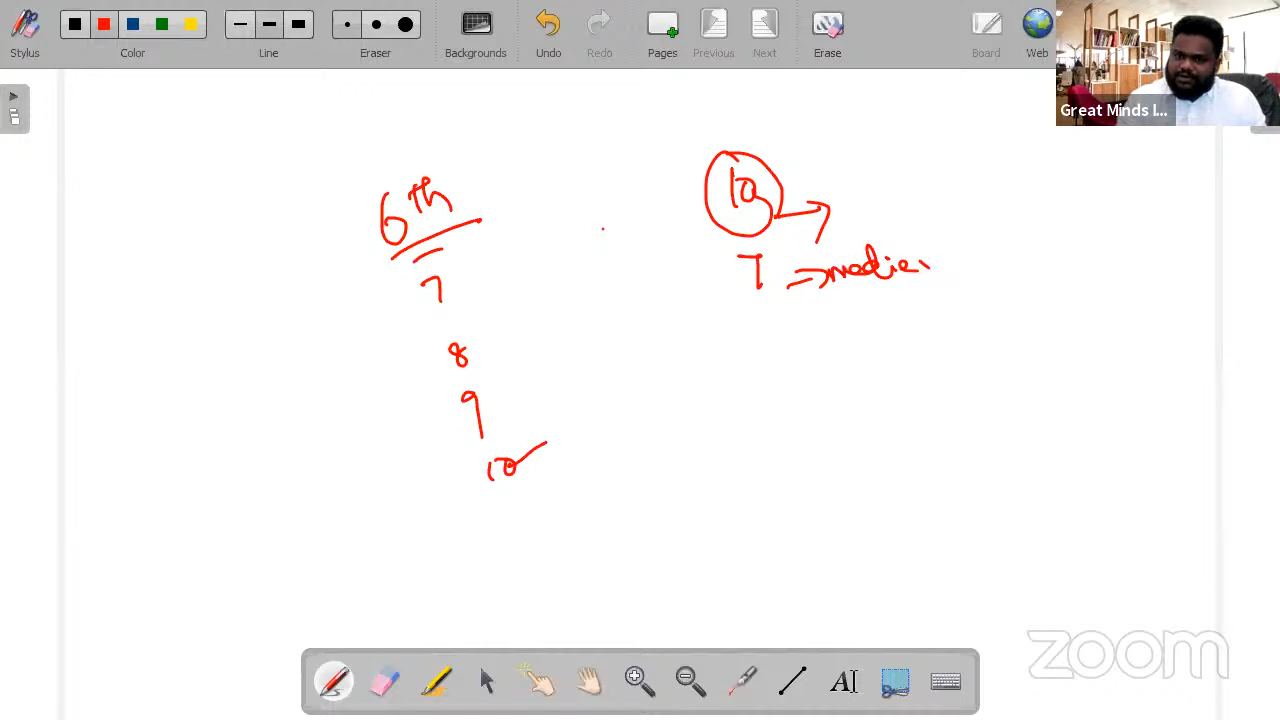 Stylus
Color
Line
Eraser
Backgrounds
Undo
Redo
Pages
Previous
Next
Erase
Board
Web
Great Minds I...
6th
7
8
9
10
10
7
zoom